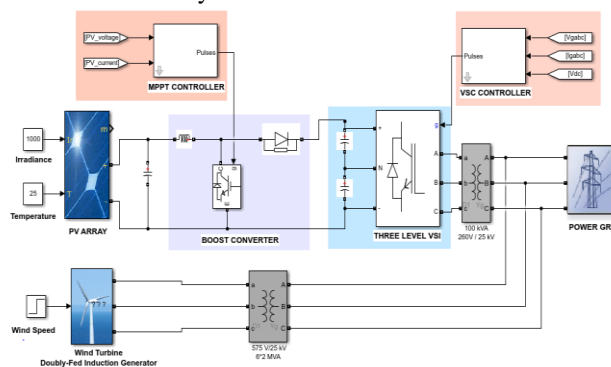 [PV_voltage]
[PV_current]
Pulses
MPPT CONTROLLER
Pulses
[Vgabc]
[Igabc]
[Vdc]
VSC CONTROLLER
1000
Irradiance
25
Temperature
m
T
PV ARRAY
C
E
BOOST CONVERTER
+
N
-
g
A
B
C
THREE LEVEL VSI
a
b
c
A
B
C
100 kVA
260V / 25 kV
POWER GR
Wind Speed
???
Wind Turbine
Doubly-Fed Induction Generator
a
b
c
A
B
C
575 V/25 kV
6*2 MVA